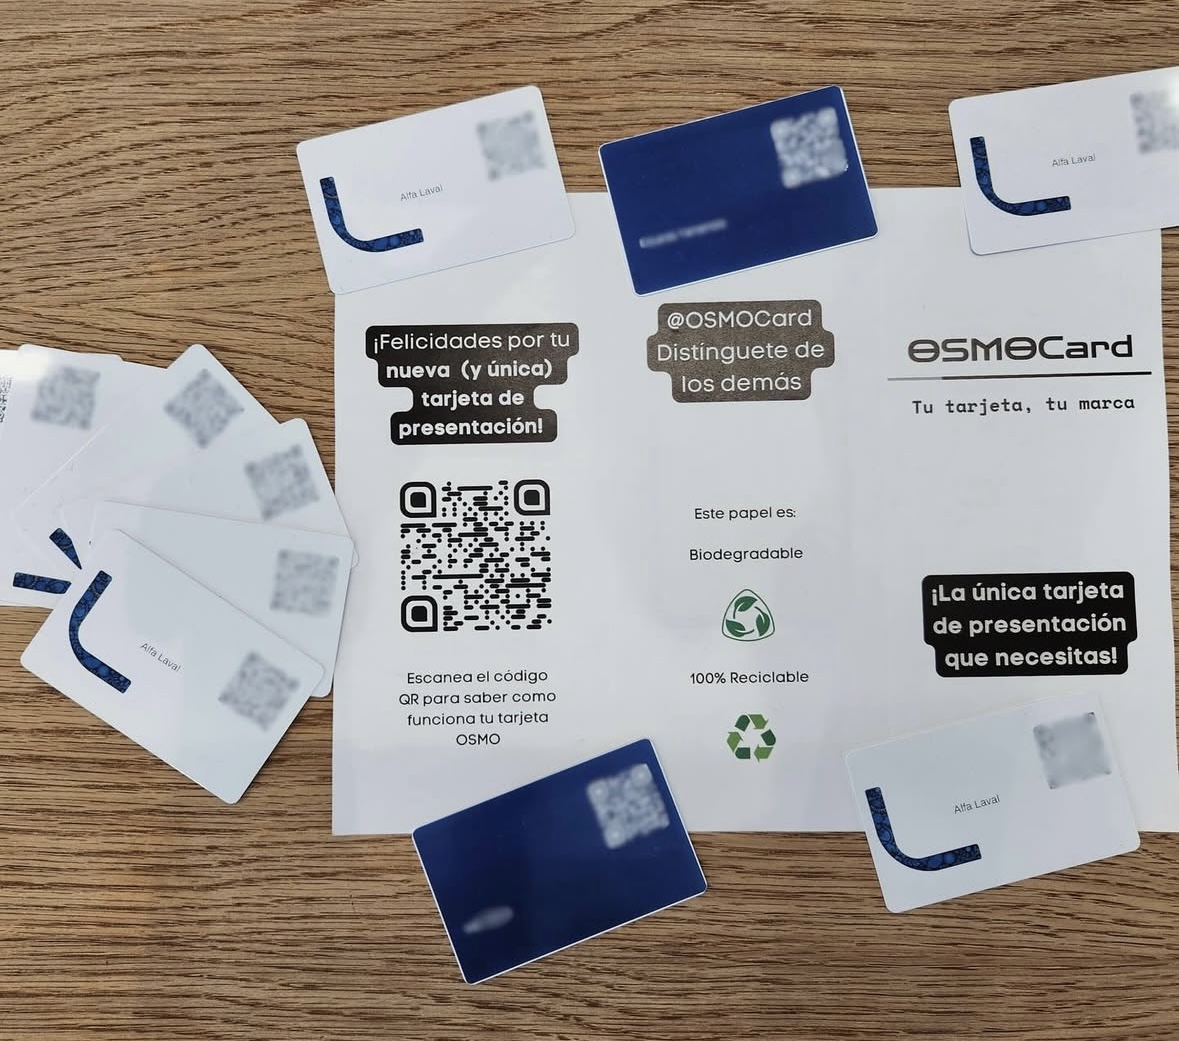 Alfa Laval
Alfa Laval
¡Felicidades por tu
nueva (y única)
tarjeta de
presentación!
Escanea el código
QR para saber como
funciona tu tarjeta
OSMO
@OSMOCard
Distínguete de
los demás
Este papel es:
Biodegradable
100% Reciclable
OSMOCard
Tu tarjeta, tu marca
¡La única tarjeta
de presentación
que necesitas!
Alfa Laval
Alfa Laval